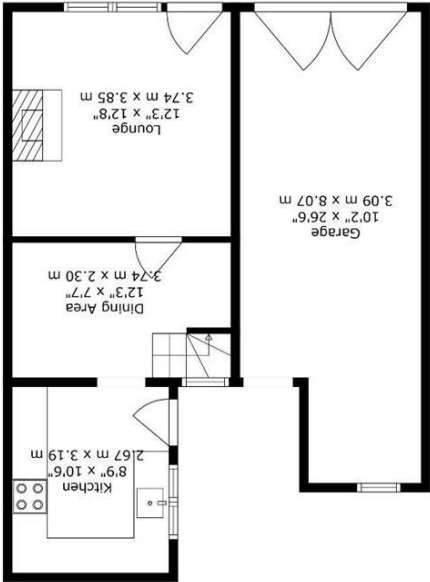 Kitchen
8'9" x 10'6"
2.67 m x 3.19 m
Dining Area
12'3" x 7'7"
3.74 m x 2.30 m
Garage
10'2" x 26'6"
3.09 m x 8.07 m
Lounge
12'3" x 12'8"
3.74 m x 3.85 m